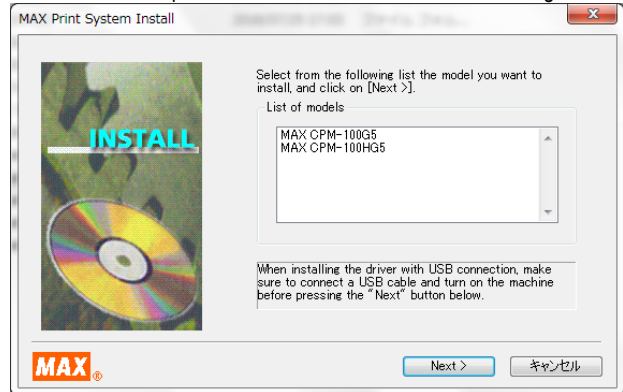 MAX Print System Install
Select from the following list the model you want to
install, and click on [Next >].
List of models
INSTALL
MAX CPM-100G5
MAX CPM-100HG5
When installing the driver with USB connection, make
sure to connect a USB cable and turn on the machine
before pressing the "Next" button below.
MAX®
Next >
キャンセル